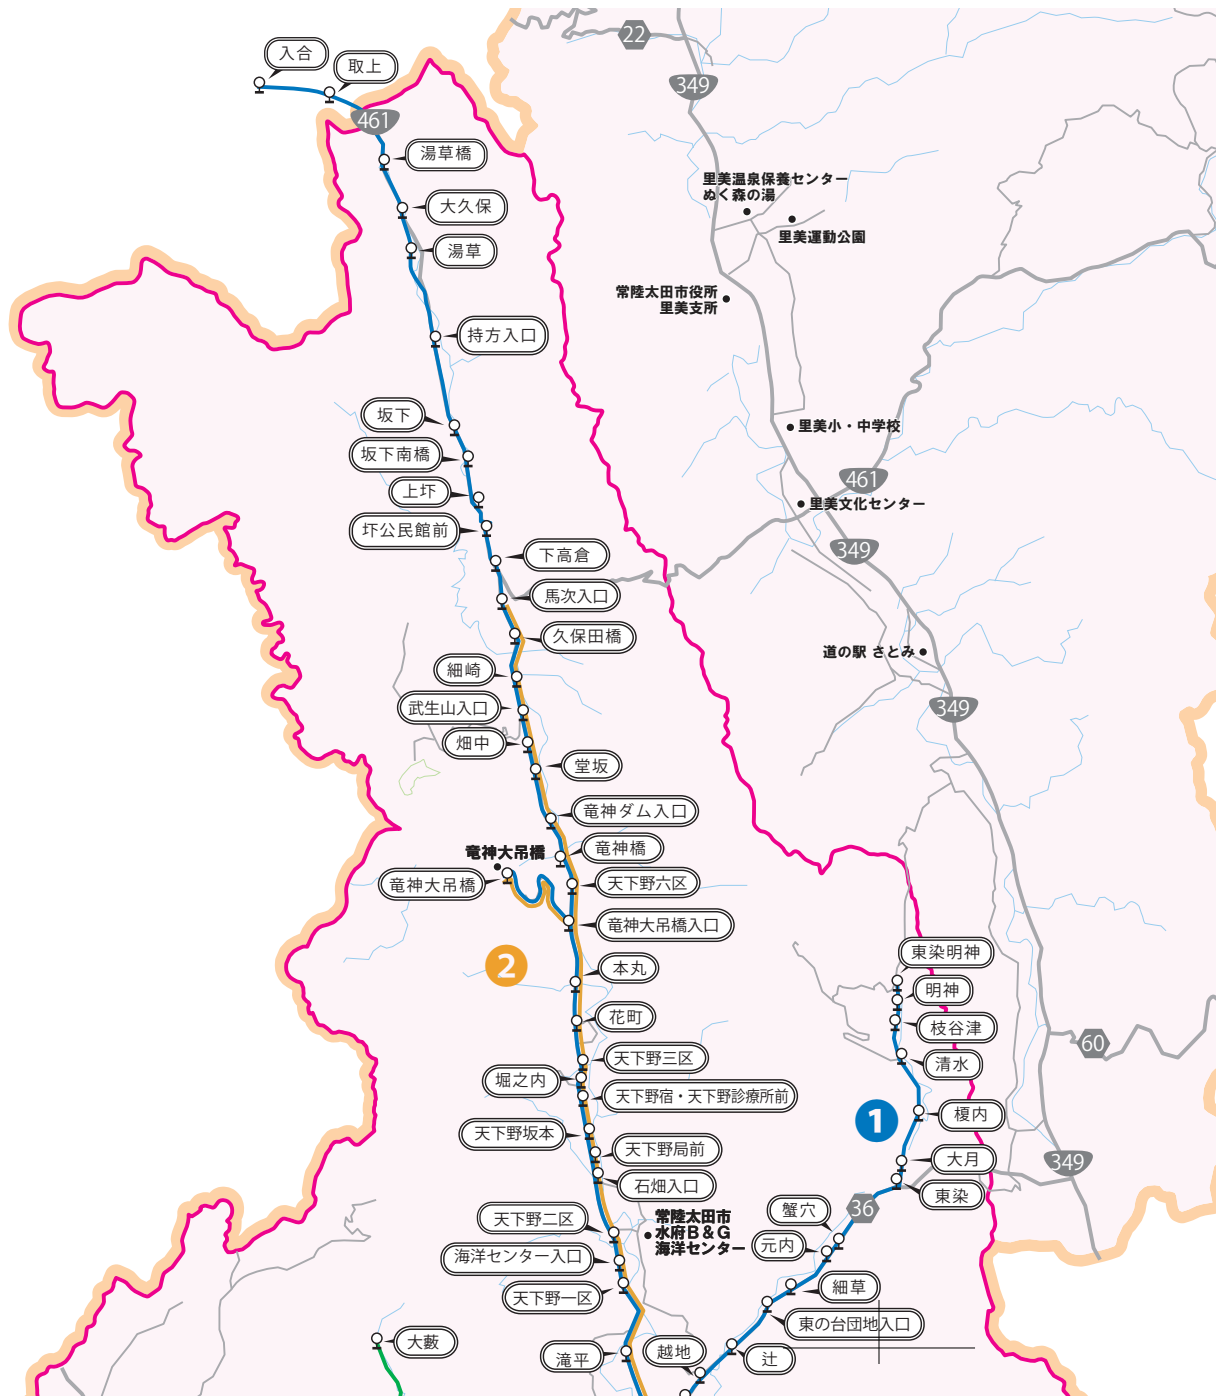 22
入合
取上
349
461
湯草橋
里美温泉保養センター
ぬく森の湯
大久保
里美運動公園
湯草
常陸太田市役所
里美支所
持方入口
坂下
里美小・中学校
坂下南橋
461
上圷
里美文化センター
圷公民館前
349
下高倉
馬次入口
久保田橋
道の駅 さとみ
細崎
武生山入口
349
畑中
堂坂
竜神ダム入口
竜神大吊橋
竜神橋
竜神大吊橋
天下野六区
竜神大吊橋入口
東染明神
2
本丸
明神
花町
枝谷津
60
天下野三区
清水
堀之内
天下野宿・天下野診療所前
榎内
1
天下野坂本
天下野局前
大月
349
石畑入口
東染
36
蟹穴
天下野二区
常陸太田市
水府B&G
海洋センター
元内
海洋センター入口
細草
天下野一区
東の台団地入口
大藪
滝平
越地
辻